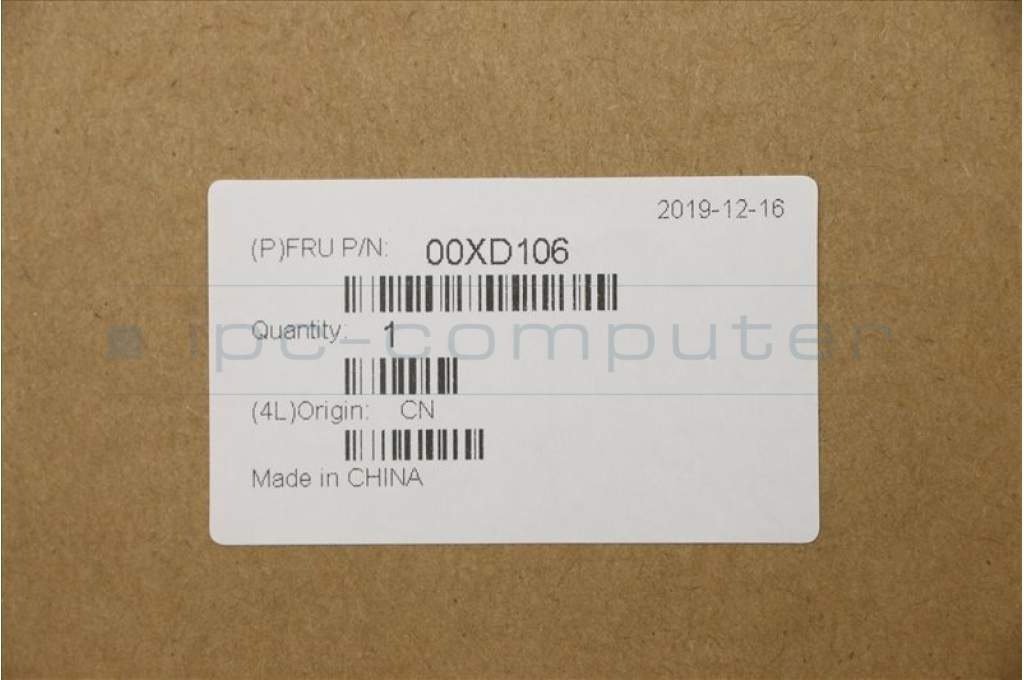 2019-12-16
(P)FRU P/N: 00XD106
Quantity: 1
ipc-computer
(4L)Origin: CN
Made in CHINA